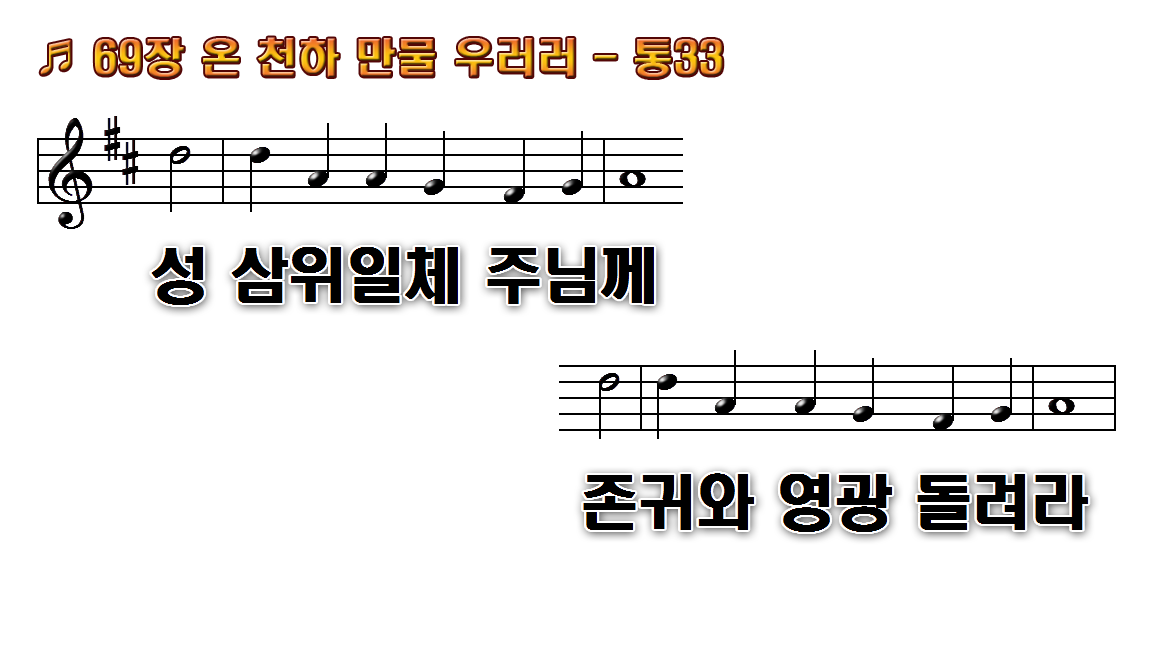 ♬ 69장 온 천하 만물 우러러 - 통33
성 삼위일체 주님께
존귀와 영광 돌려라